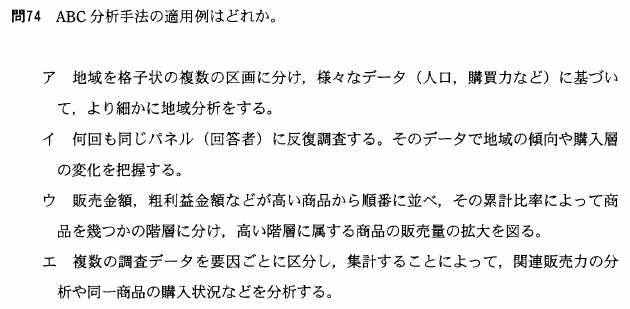 問74　ABC 分析手法の適用例はどれか。
ア　地域を格子状の複数の区画に分け，様々なデータ（人口，購買力など）に基づい
て，より細かに地域分析をする。
イ　何回も同じパネル（回答者）に反復調査する。そのデータで地域の傾向や購入層
の変化を把握する。
ウ　販売金額，粗利益金額などが高い商品から順番に並べ，その累計比率によって商
品を幾つかの階層に分け，高い階層に属する商品の販売量の拡大を図る。
エ　複数の調査データを要因ごとに区分し，集計することによって，関連販売力の分
析や同一商品の購入状況などを分析する。